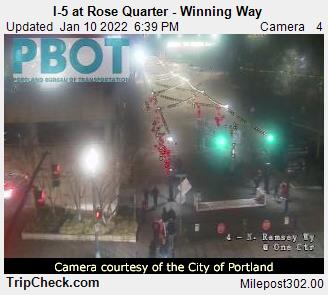 I-5 at Rose Quarter - Winning Way
Updated Jan 10 2022 6:39 PM Camera 4
PBOT
PORTLAND BUREAU OF TRANSPORTATION
4 - N. Ramsay Wy
@ One Ctr
Camera courtesy of the City of Portland
TripCheck.com Milepost302.00